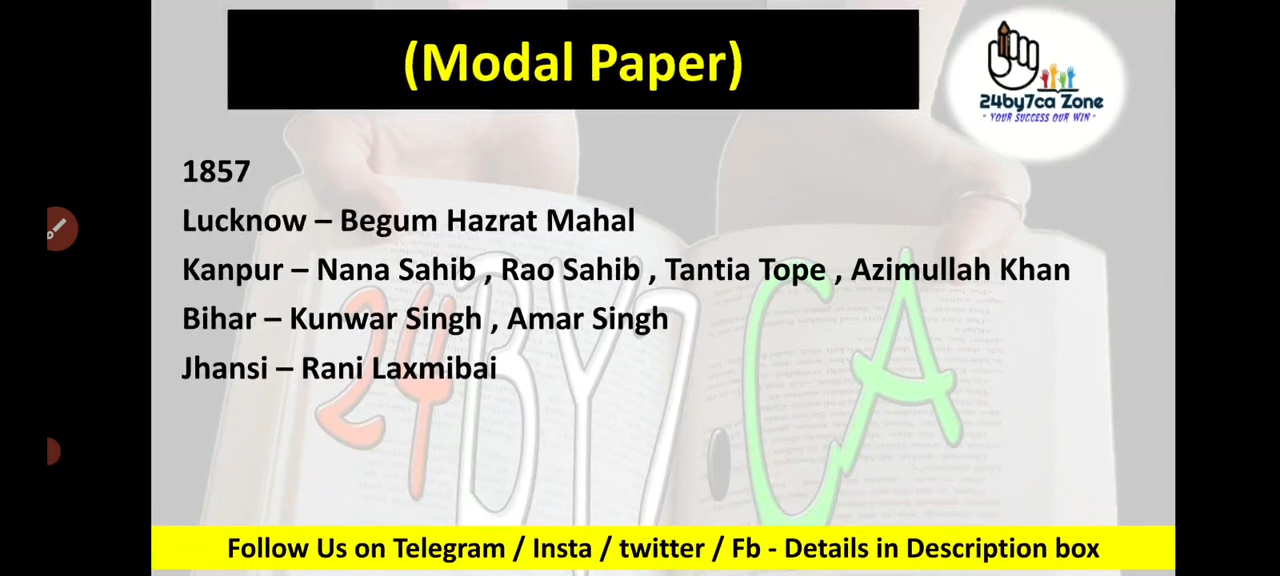 (Modal Paper)
24by7ca Zone
" YOUR SUCCESS OUR WIN "
1857
Lucknow – Begum Hazrat Mahal
Kanpur – Nana Sahib , Rao Sahib , Tantia Tope , Azimullah Khan
Bihar – Kunwar Singh , Amar Singh
Jhansi – Rani Laxmibai
24BY7.CA
Follow Us on Telegram / Insta / twitter / Fb - Details in Description box